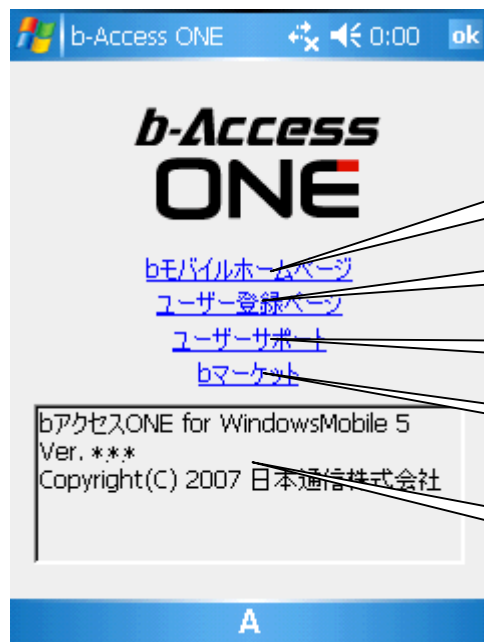 b-Access ONE 0:00 ok
b-Access
ONE
bモバイルホームページ
ユーザー登録ページ
ユーザーサポート
bマーケット
bアクセスONE for WindowsMobile 5
Ver. ***
Copyright(C) 2007 日本通信株式会社
A